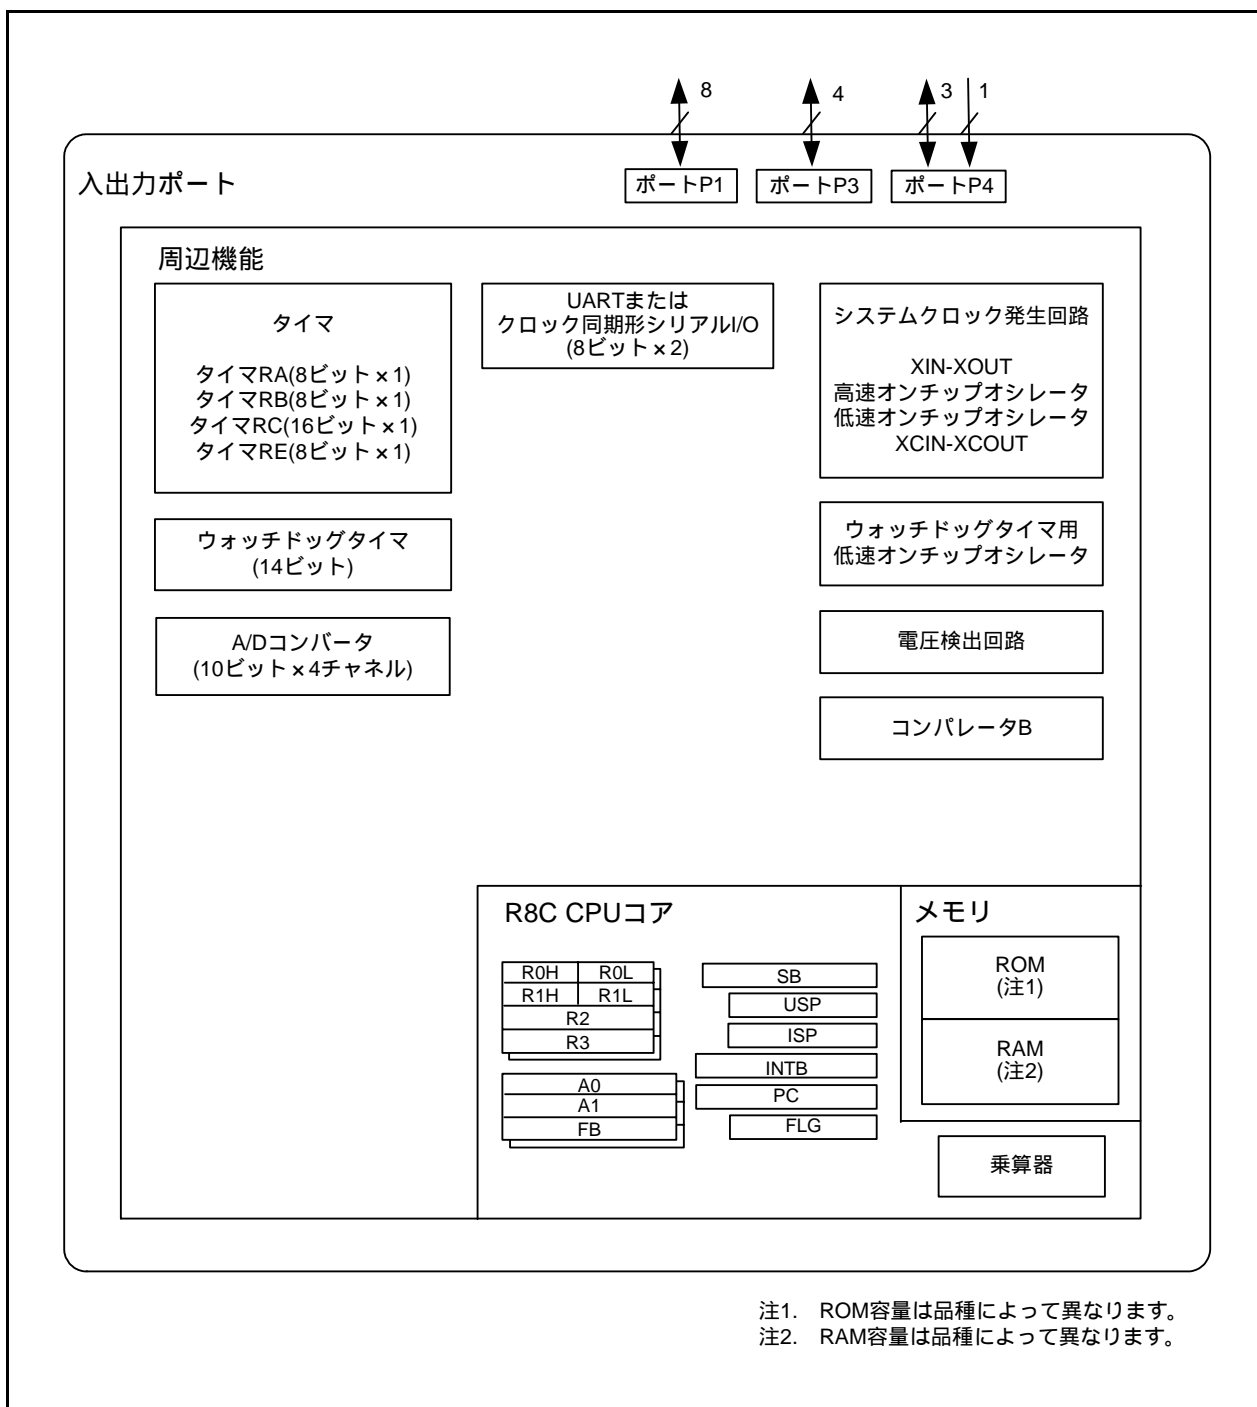 8
4
3
1
入出力ポート
ポートP1
ポートP3
ポートP4
周辺機能
タイマ
タイマRA(8ビット×1)
タイマRB(8ビット×1)
タイマRC(16ビット×1)
タイマRE(8ビット×1)
UARTまたは
クロック同期形シリアルI/O
(8ビット×2)
システムクロック発生回路
XIN-XOUT
高速オンチップオシレータ
低速オンチップオシレータ
XCIN-XCOUT
ウォッチドッグタイマ
(14ビット)
ウォッチドッグタイマ用
低速オンチップオシレータ
A/Dコンバータ
(10ビット×4チャネル)
電圧検出回路
コンパレータB
R8C CPUコア
R0H
R0L
R1H
R1L
R2
R3
A0
A1
FB
SB
USP
ISP
INTB
PC
FLG
メモリ
ROM
(注1)
RAM
(注2)
乗算器
注1. ROM容量は品種によって異なります。
注2. RAM容量は品種によって異なります。